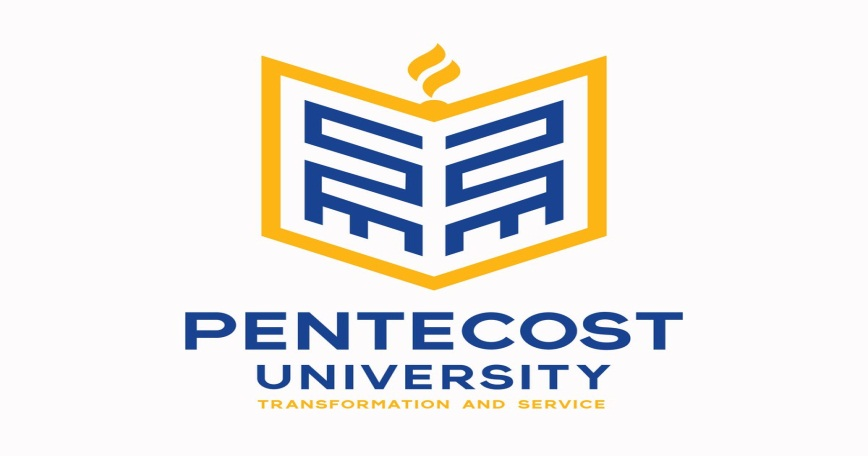 PENTECOST
UNIVERSITY
TRANSFORMATION AND SERVICE